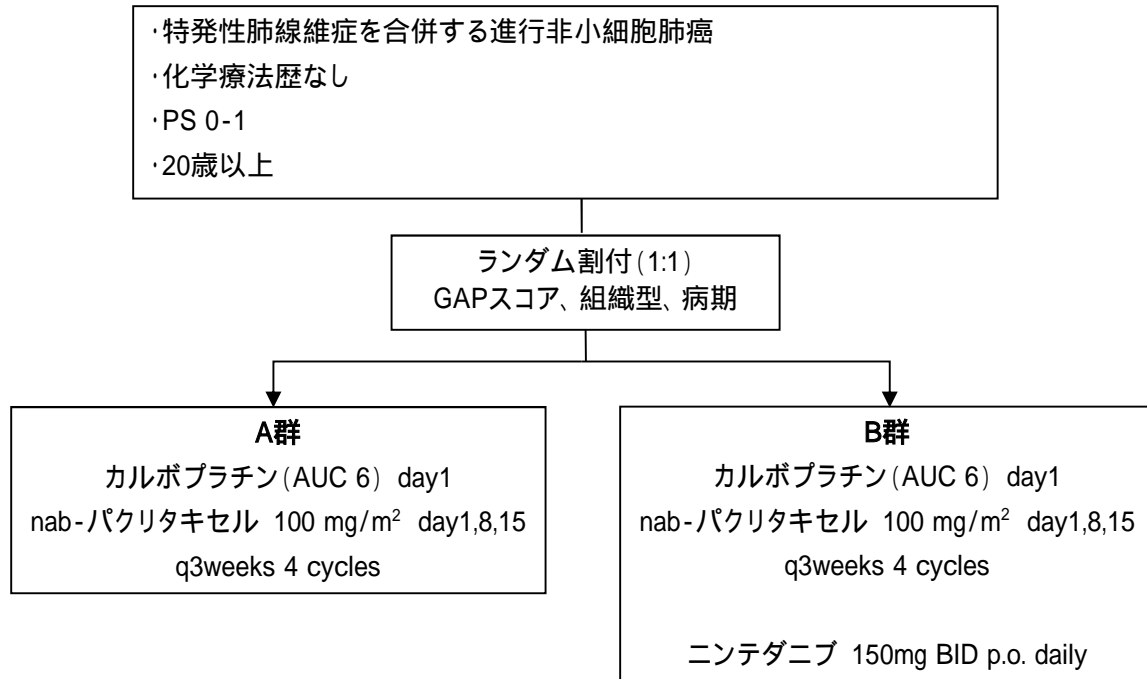 ・特発性肺線維症を合併する進行非小細胞肺癌
・化学療法歴なし
・PS 0-1
・20歳以上
ランダム割付(1:1)
GAPスコア、組織型、病期
A群
カルボプラチン(AUC 6) day1
nab-パクリタキセル 100 mg/m² day1,8,15
q3weeks 4 cycles
B群
カルボプラチン(AUC 6) day1
nab-パクリタキセル 100 mg/m² day1,8,15
q3weeks 4 cycles
ニンテダニブ 150mg BID p.o. daily